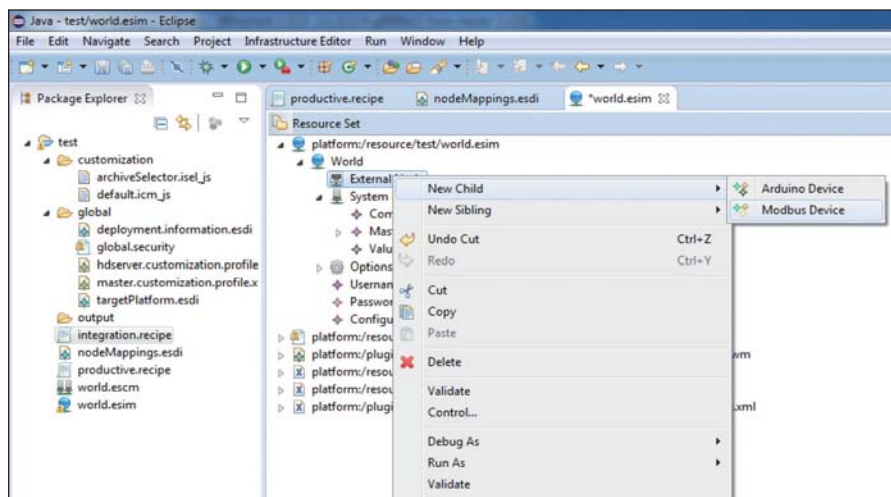 Java - test/world.esim - Eclipse
File Edit Navigate Search Project Infrastructure Editor Run Window Help
Package Explorer
test
customization
archiveSelector.isel_js
default.icm_js
global
deployment.information.esdi
global.security
hdserver.customization.profile
master.customization.profile.x
targetPlatform.esdi
output
integration.recipe
nodeMappings.esdi
productive.recipe
world.escm
world.esim
productive.recipe nodeMappings.esdi *world.esim
Resource Set
platform:/resource/test/world.esim
World
External
System
Com
Mas
Valu
Options
Usernan
Passwor
Configu
platform:/resou
platform:/plugi wm
platform:/resou
platform:/resou
platform:/plugi .xml
New Child
New Sibling
Undo Cut Ctrl+Z
Redo Ctrl+Y
Cut
Copy
Paste
Delete
Validate
Control...
Debug As
Run As
Validate
Arduino Device
Modbus Device